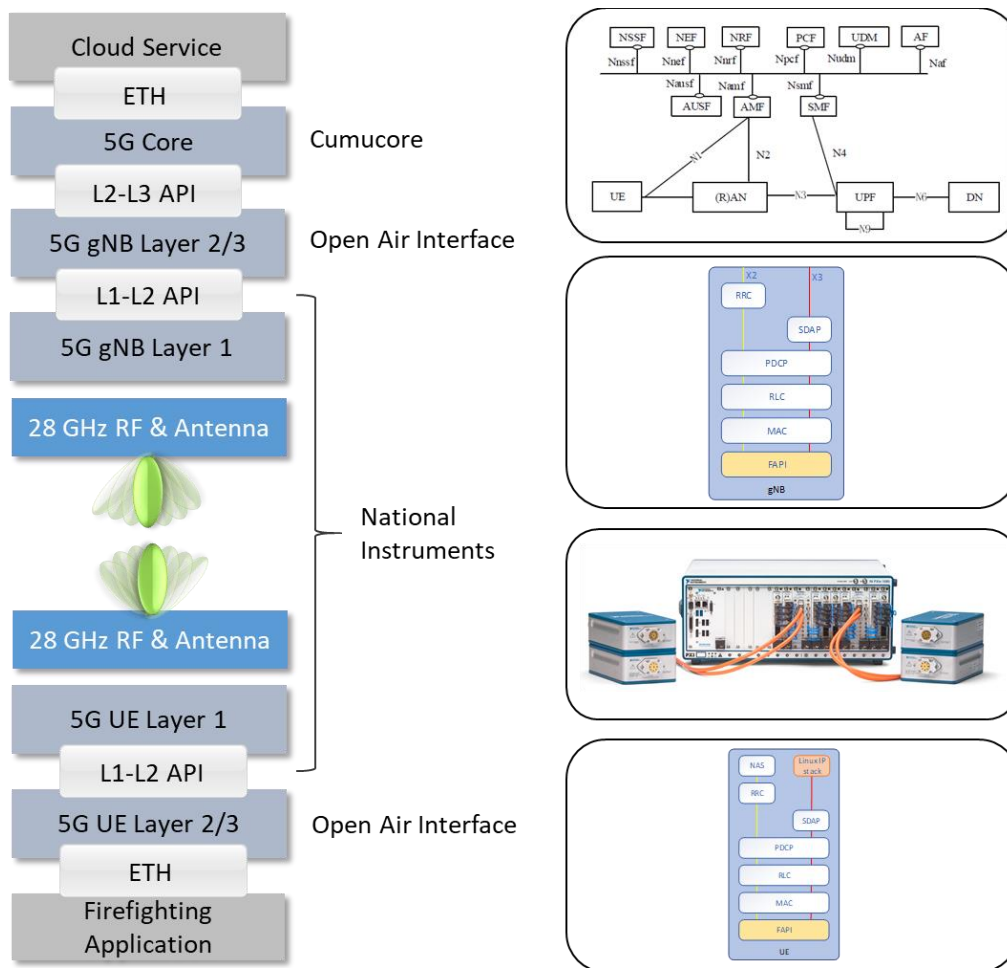 Cloud Service
ETH
5G Core
L2-L3 API
5G gNB Layer 2/3
L1-L2 API
5G gNB Layer 1
28 GHz RF & Antenna
28 GHz RF & Antenna
5G UE Layer 1
L1-L2 API
5G UE Layer 2/3
ETH
Firefighting
Application
Cumucore
Open Air Interface
National
Instruments
Open Air Interface
NSSF NEF NRF PCF UDM AF
Nnssf Nnef Nnrf Npcf Nudm Naf
Nausf Namf Nsmf
AUSF AMF SMF
N1 N2 N4
UE (R)AN N3 UPF N6 DN
N9
X2 X3
RRC
SDAP
PDCP
RLC
MAC
FAPI
gNB
NAS Linux IP
stack
RRC
SDAP
PDCP
RLC
MAC
FAPI
UE